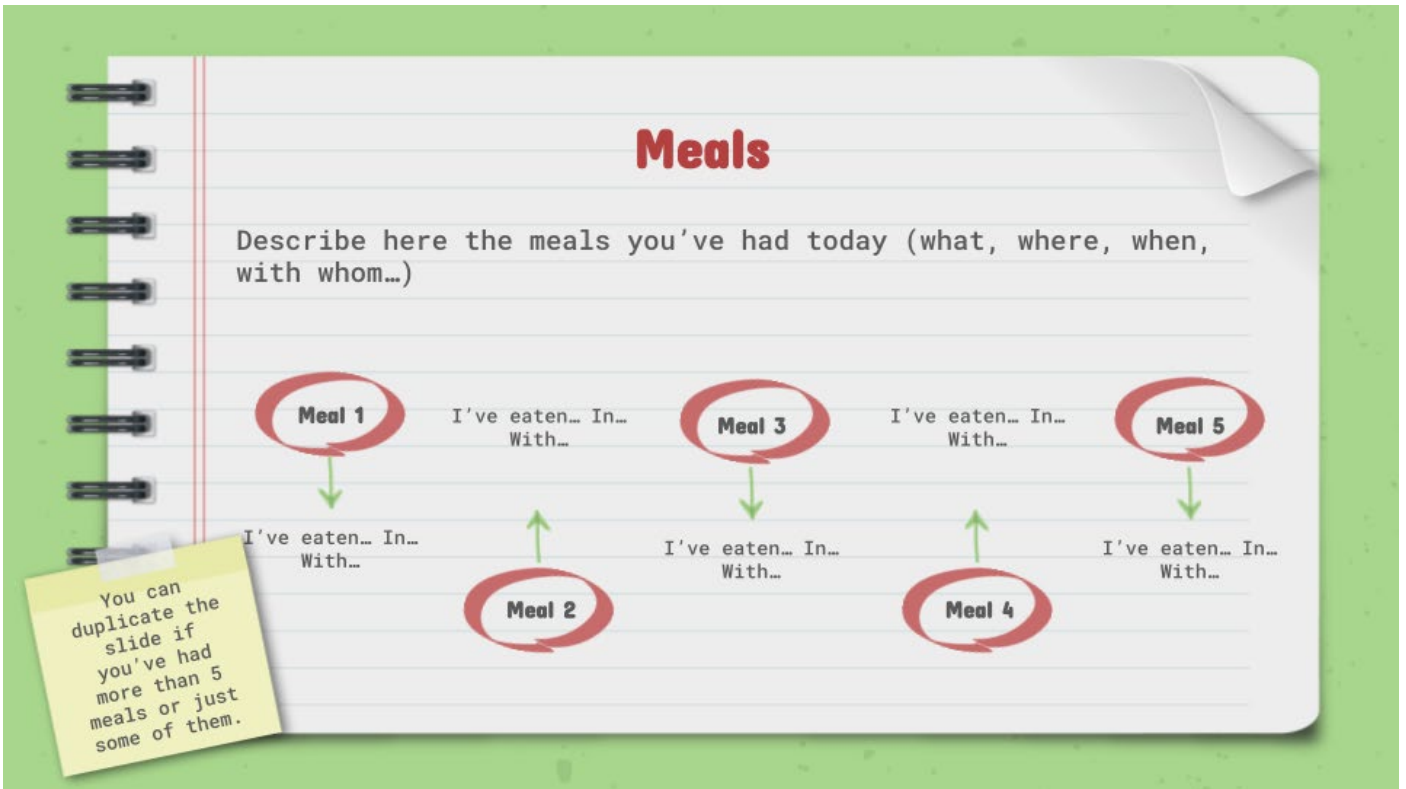 Meals
Describe here the meals you’ve had today (what, where, when,
with whom…)
Meal 1
I’ve eaten… In…
With…
Meal 2
I’ve eaten… In…
With…
Meal 3
I’ve eaten… In…
With…
Meal 4
I’ve eaten… In…
With…
Meal 5
I’ve eaten… In…
With…
You can
duplicate the
slide if
you’ve had
more than 5
meals or just
some of them.